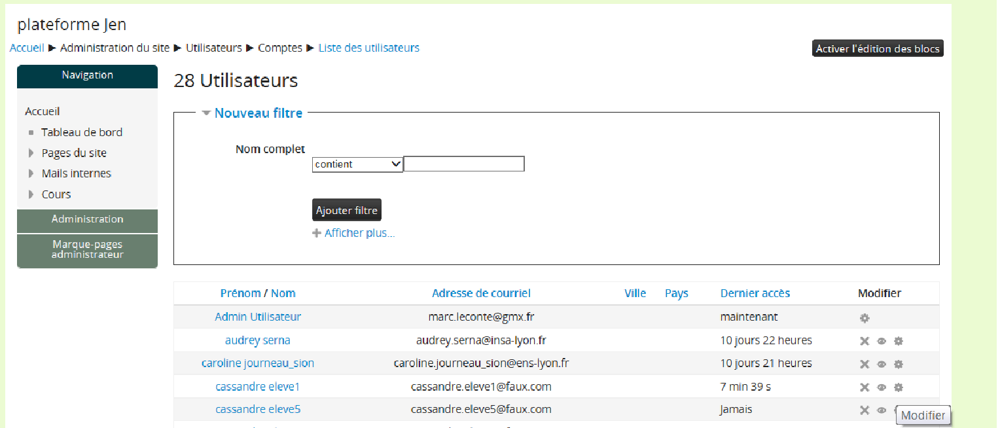 plateforme Jen
Accueil ▶ Administration du site ▶ Utilisateurs ▶ Comptes ▶ Liste des utilisateurs
Activer l'édition des blocs
Navigation
Accueil
Tableau de bord
Pages du site
Mails internes
Cours
Administration
Marque-pages
administrateur
28 Utilisateurs
Nouveau filtre
Nom complet
contient
Ajouter filtre
Afficher plus...
Prénom / Nom Adresse de courriel Ville Pays Dernier accès Modifier
Admin Utilisateur marc.leconte@gmx.fr maintenant
audrey serna audrey.serna@insa-lyon.fr 10 jours 22 heures
caroline journeau_sion caroline.journeau_sion@ens-lyon.fr 10 jours 21 heures
cassandre eleve1 cassandre.eleve1@faux.com 7 min 39 s
cassandre eleve5 cassandre.eleve5@faux.com Jamais
Modifier